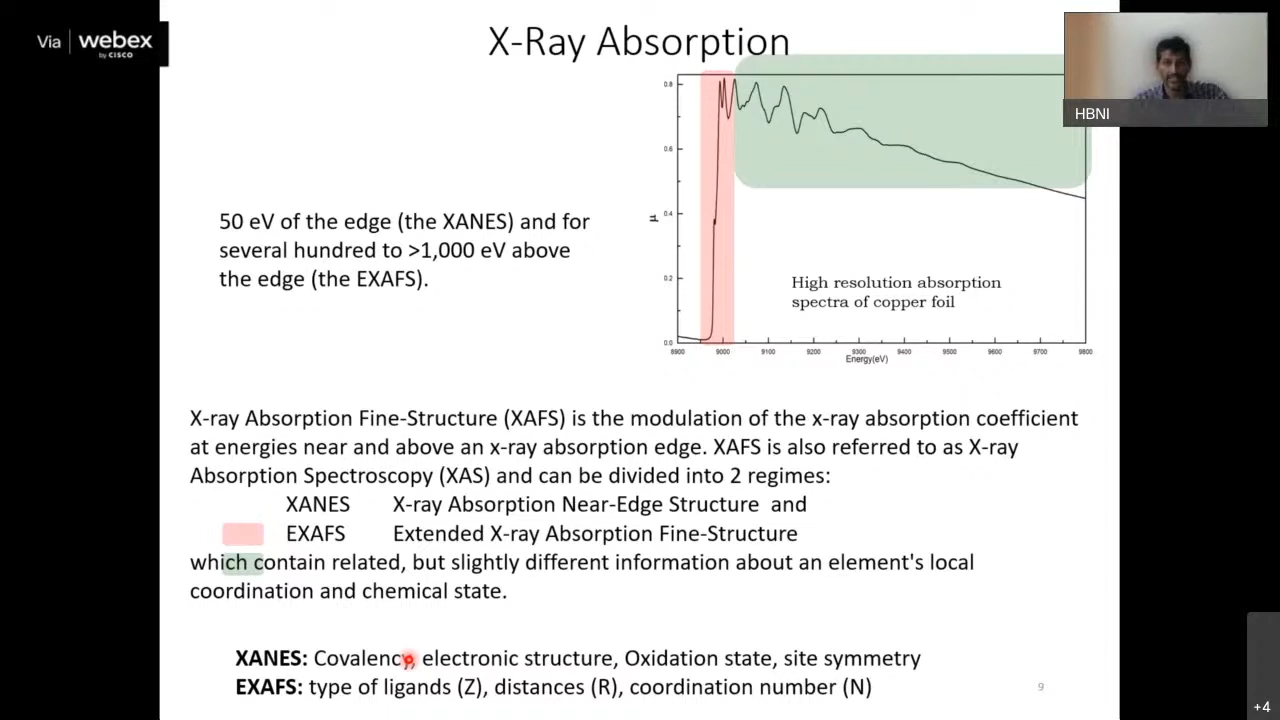 Via webex
by CISCO
X-Ray Absorption
HBNI
50 eV of the edge (the XANES) and for
several hundred to >1,000 eV above
the edge (the EXAFS).
0.8
0.6
0.4
0.2
0.0
μ
High resolution absorption
spectra of copper foil
8900 9000 9100 9200 9300 9400 9500 9600 9700 9800
Energy(eV)
X-ray Absorption Fine-Structure (XAFS) is the modulation of the x-ray absorption coefficient
at energies near and above an x-ray absorption edge. XAFS is also referred to as X-ray
Absorption Spectroscopy (XAS) and can be divided into 2 regimes:
XANES X-ray Absorption Near-Edge Structure and
EXAFS Extended X-ray Absorption Fine-Structure
which contain related, but slightly different information about an element's local
coordination and chemical state.
XANES: Covalency, electronic structure, Oxidation state, site symmetry
EXAFS: type of ligands (Z), distances (R), coordination number (N)
9
+4